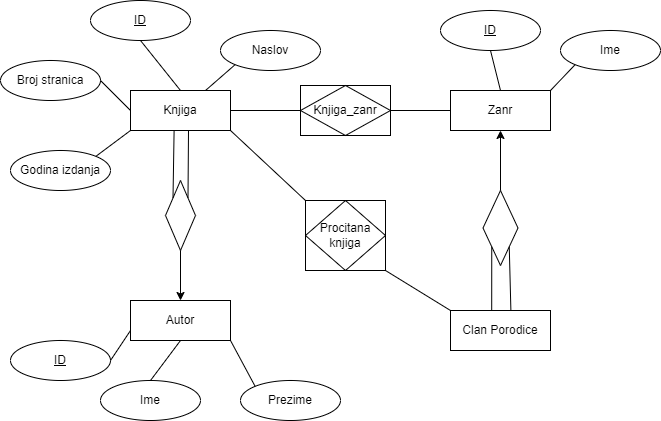 ID
ID
Naslov
Ime
Broj stranica
Knjiga
Knjiga_zanr
Zanr
Godina izdanja
Procitana
knjiga
Autor
Clan Porodice
ID
Ime
Prezime